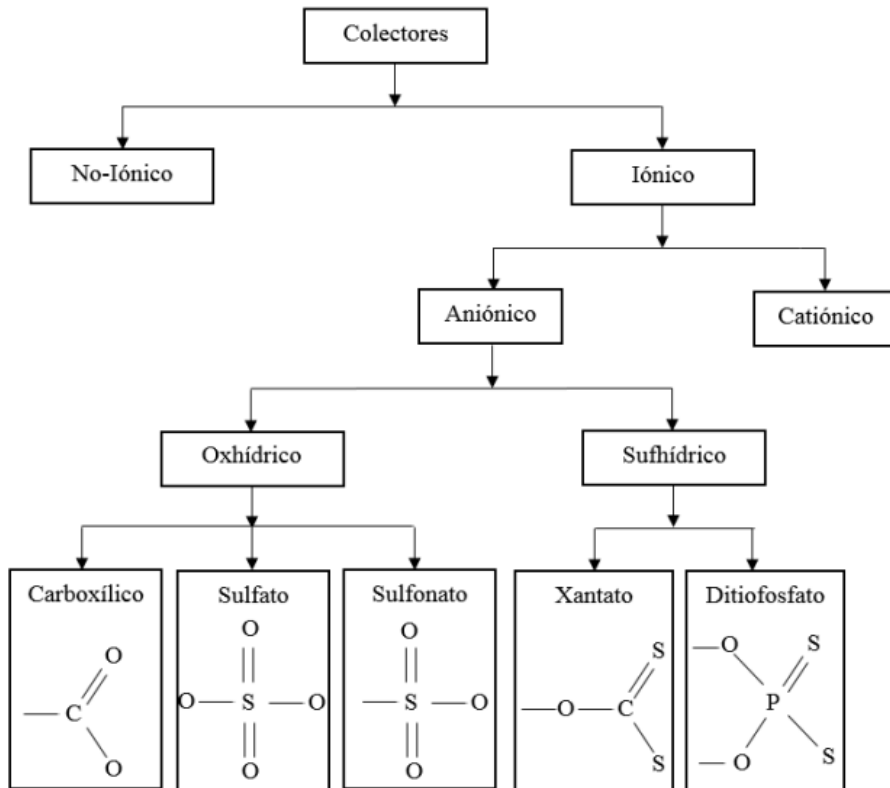 Colectores
No-Iónico
Iónico
Aniónico
Catiónico
Oxhídrico
Sufhídrico
Carboxílico
Sulfato
Sulfonato
Xantato
Ditiofosfato
C
O
O
O
O
S
O
O
O
S
O
O
O
C
S
S
O
O
P
S
S